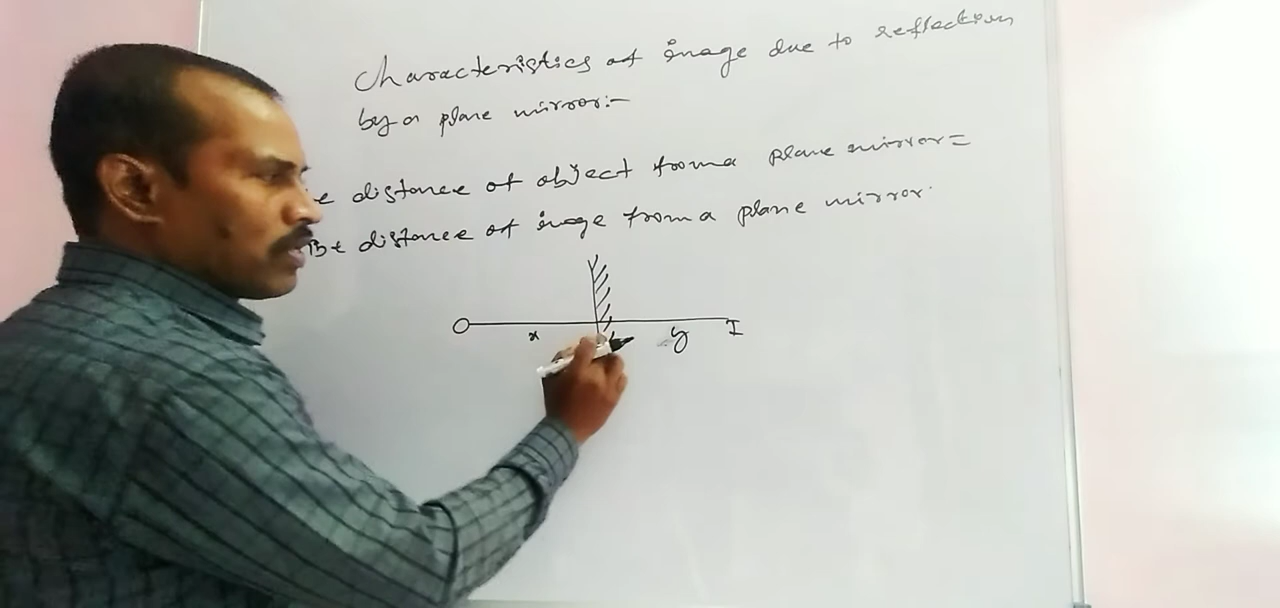 Characteristics of image due to reflection
by a plane mirror:-
distance of object from a plane mirror =
distance of image from a plane mirror.
O x y I